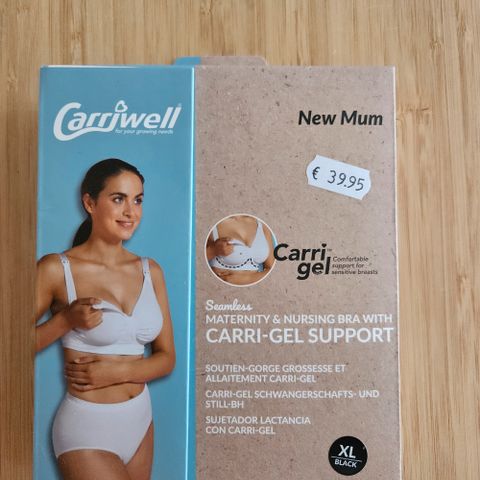 Carriwell
for your growing needs
New Mum
€ 39.95
Carri
gel™
Comfortable
support for
sensitive breasts
Seamless
MATERNITY & NURSING BRA WITH
CARRI-GEL SUPPORT
SOUTIEN-GORGE GROSSESSE ET
ALLAITEMENT CARRI-GEL
CARRI-GEL SCHWANGERSCHAFTS- UND
STILL-BH
SUJETADOR LACTANCIA
CON CARRI-GEL
XL
BLACK